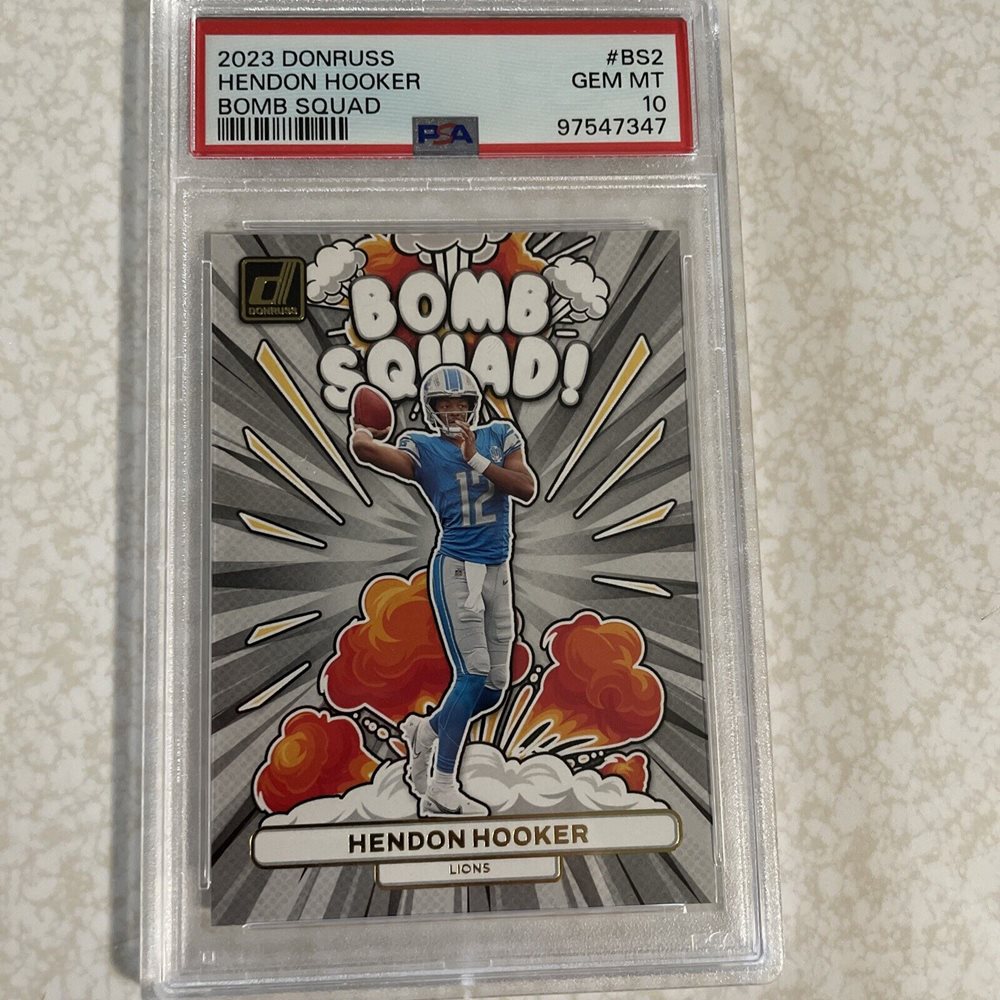 2023 DONRUSS #BS2
HENDON HOOKER GEM MT
BOMB SQUAD 10
PSA 97547347
DONRUSS
BOMB
SQUAD!
12
HENDON HOOKER
LIONS